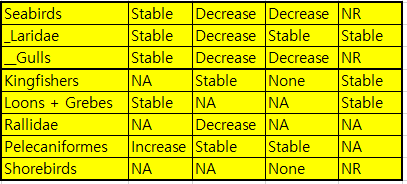 Seabirds Stable Decrease Decrease NR
_Laridae Stable Decrease Stable Stable
__Gulls Stable Decrease Decrease NR
Kingfishers NA Stable None Stable
Loons + Grebes Stable NA NA Stable
Rallidae NA Decrease NA NA
Pelecaniformes Increase Stable Stable NA
Shorebirds NA NA None NR